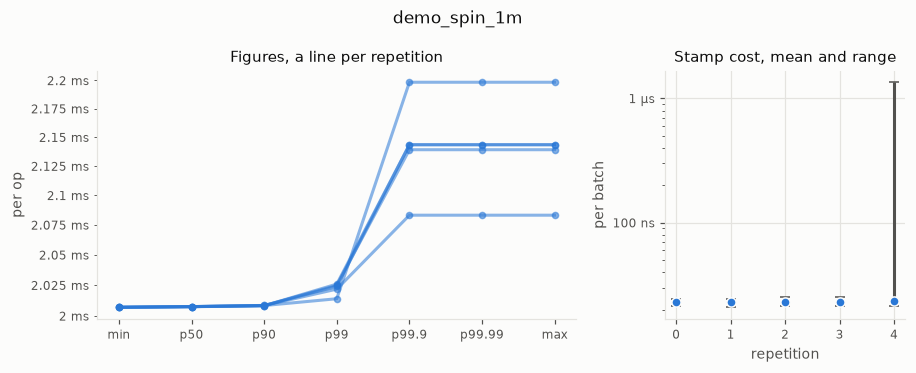 demo_spin_1m
Figures, a line per repetition
Stamp cost, mean and range
per op
2.2 ms
2.175 ms
2.15 ms
2.125 ms
2.1 ms
2.075 ms
2.05 ms
2.025 ms
2 ms
min p50 p90 p99 p99.9 p99.99 max
per batch
1 µs
100 ns
0 1 2 3 4
repetition